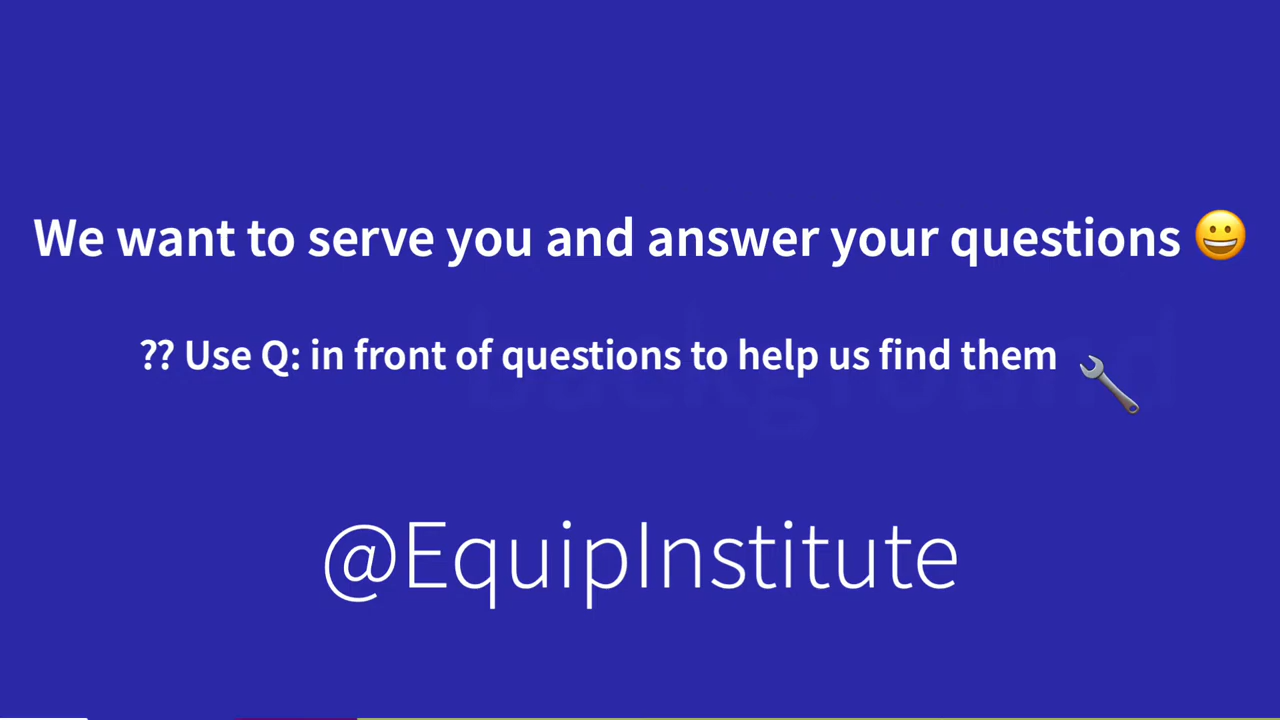 We want to serve you and answer your questions 😀
?? Use Q: in front of questions to help us find them 🔧
background
@EquipInstitute